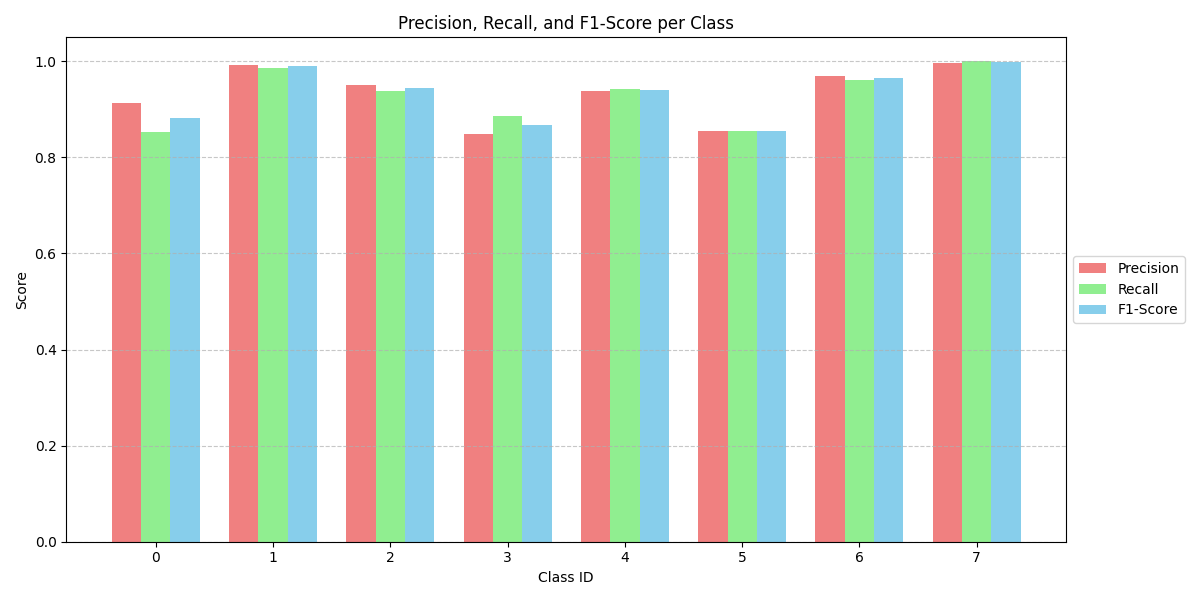 Precision, Recall, and F1-Score per Class
1.0
0.8
0.6
0.4
0.2
0.0
Score
0 1 2 3 4 5 6 7
Class ID
Precision
Recall
F1-Score